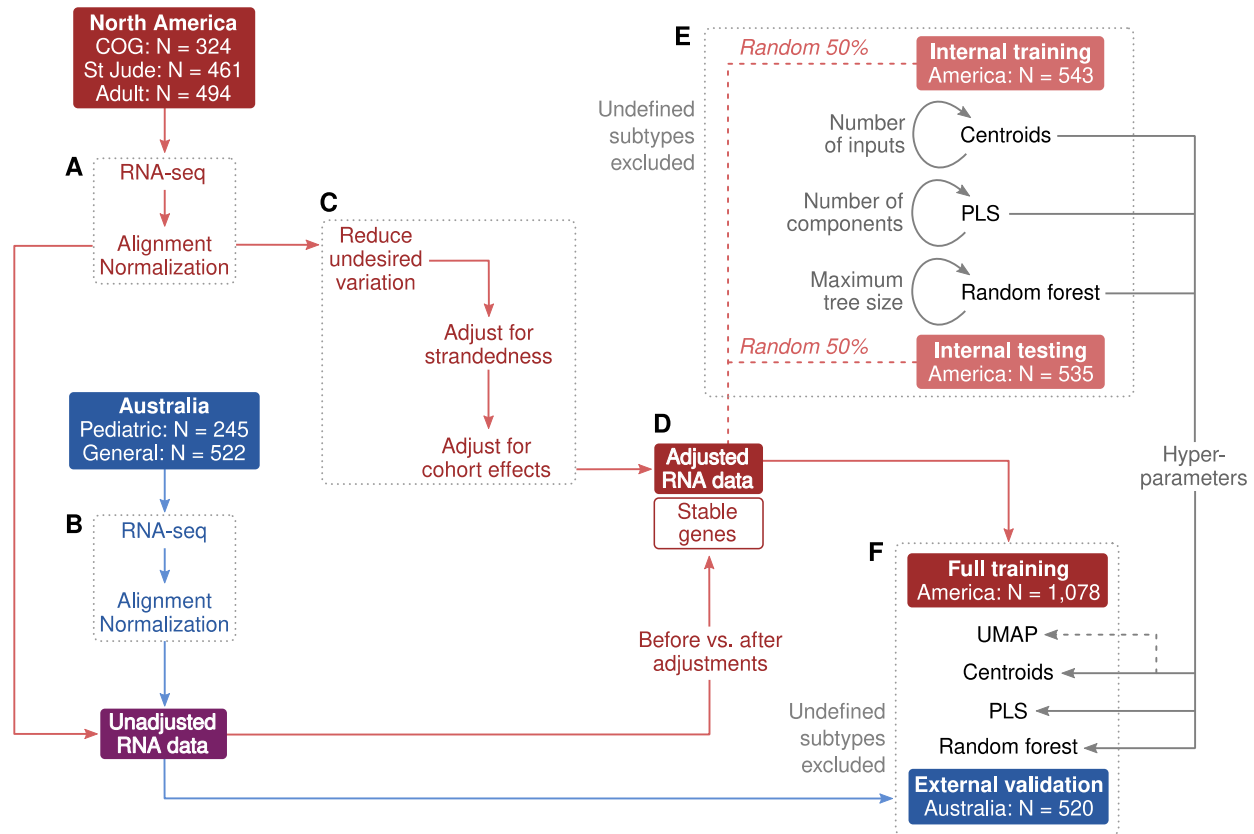 North America
COG: N = 324
St Jude: N = 461
Adult: N = 494
A
RNA-seq
Alignment
Normalization
Australia
Pediatric: N = 245
General: N = 522
B
RNA-seq
Alignment
Normalization
Unadjusted
RNA data
C
Reduce
undesired
variation
Adjust for
strandedness
Adjust for
cohort effects
D
Adjusted
RNA data
Stable
genes
Before vs. after
adjustments
E
Undefined
subtypes
excluded
Random 50%
Internal training
America: N = 543
Number
of inputs
Centroids
Number of
components
PLS
Maximum
tree size
Random forest
Random 50%
Internal testing
America: N = 535
Hyper-
parameters
F
Full training
America: N = 1,078
UMAP
Centroids
PLS
Random forest
Undefined
subtypes
excluded
External validation
Australia: N = 520